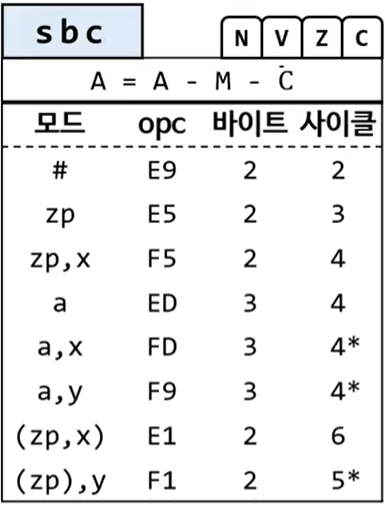 sbc N V Z C
A = A - M - C̄
모드 opc 바이트 사이클
# E9 2 2
zp E5 2 3
zp,x F5 2 4
a ED 3 4
a,x FD 3 4*
a,y F9 3 4*
(zp,x) E1 2 6
(zp),y F1 2 5*